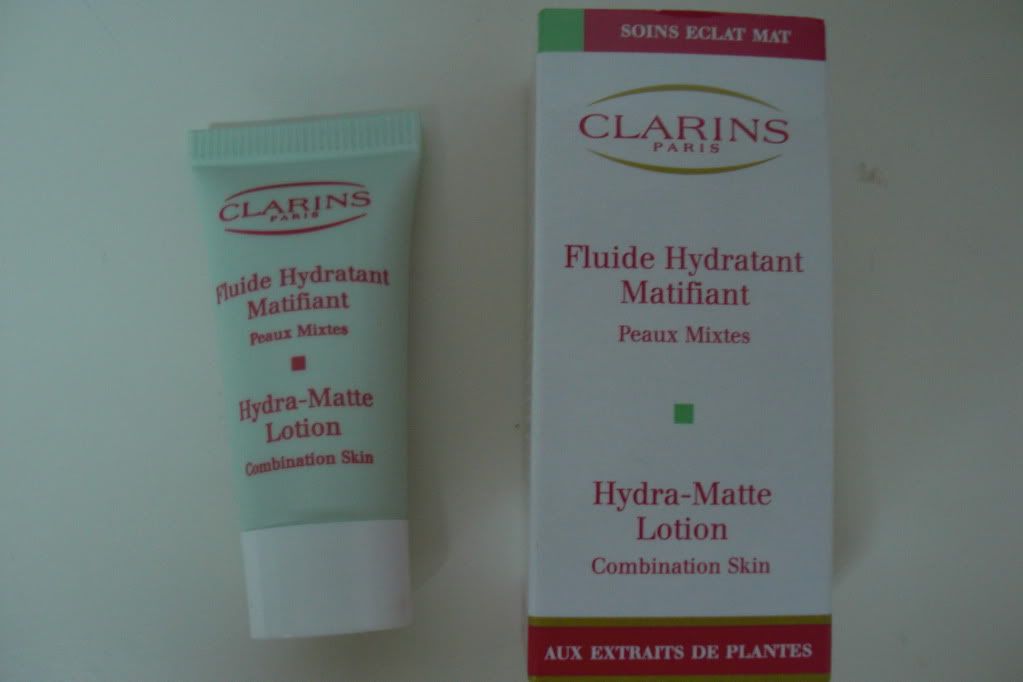 CLARINS
PARIS
Fluide Hydratant
Matifiant
Peaux Mixtes
Hydra-Matte
Lotion
Combination Skin
SOINS ECLAT MAT
CLARINS
PARIS
Fluide Hydratant
Matifiant
Peaux Mixtes
Hydra-Matte
Lotion
Combination Skin
AUX EXTRAITS DE PLANTES